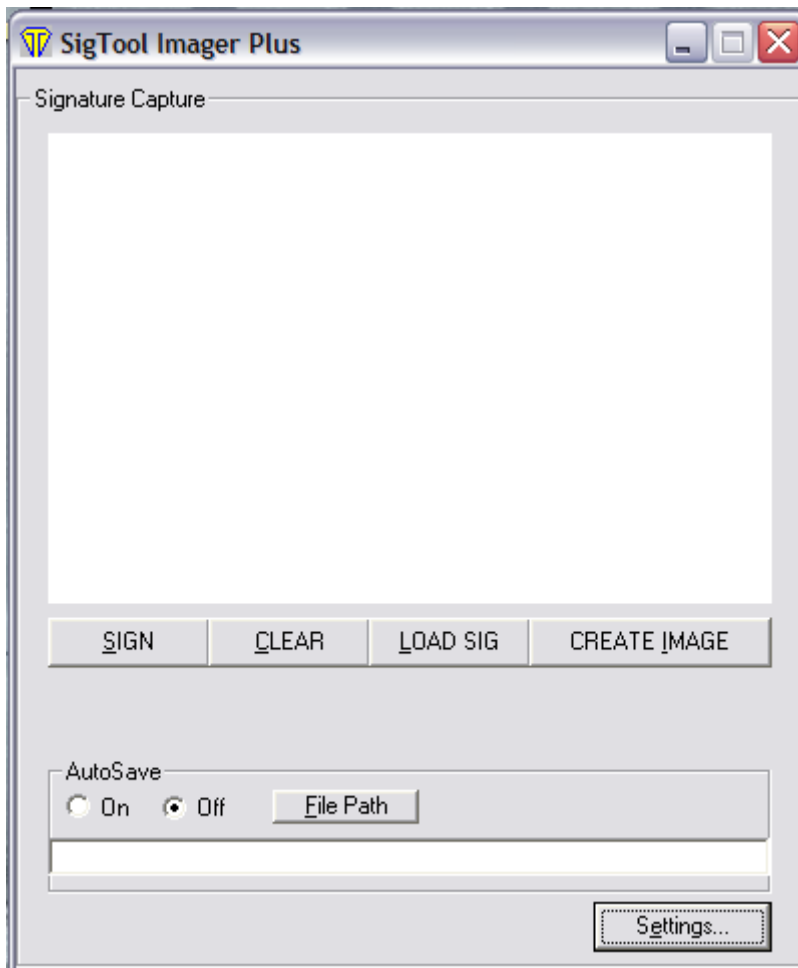 SigTool Imager Plus
Signature Capture
SIGN CLEAR LOAD SIG CREATE IMAGE
AutoSave
On Off File Path
Settings...